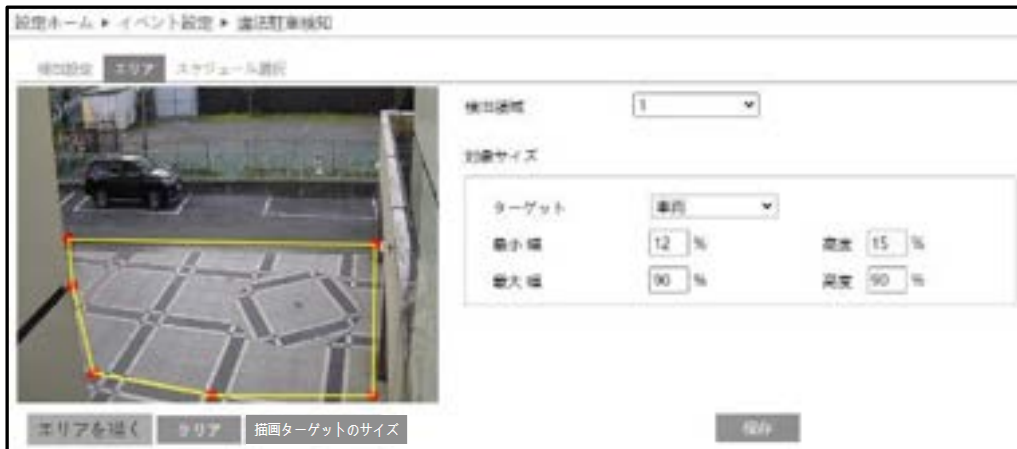 設定ホーム ▶ イベント設定 ▶ 違法駐車検知
検出設定 エリア スケジュール選択
検出領域 1
対象サイズ
ターゲット 車両
最小 幅 12 % 高度 15 %
最大 幅 90 % 高度 90 %
エリアを描く クリア 描画ターゲットのサイズ 保存